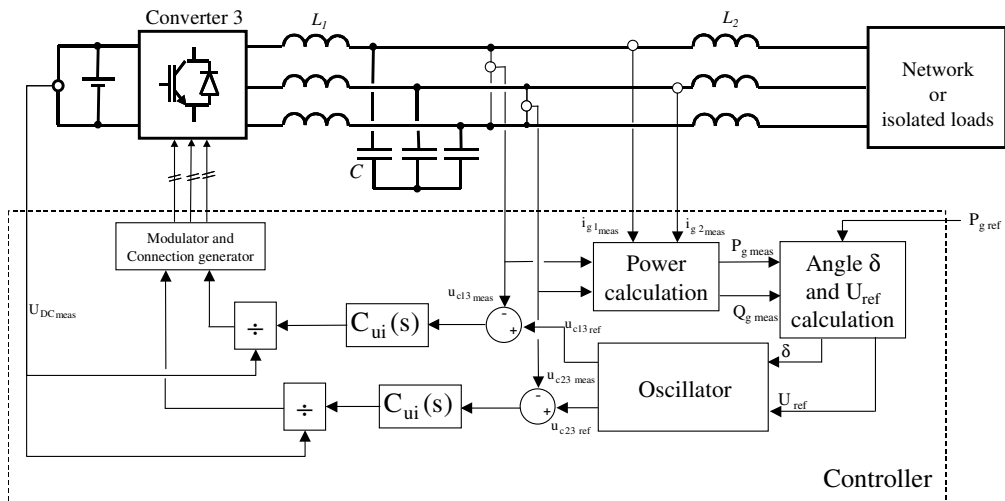 Converter 3
L1
L2
Network
or
isolated loads
C
ig1meas
ig2meas
Pg ref
Modulator and
Connection generator
Power
calculation
Pg meas
Qg meas
Angle δ
and Uref
calculation
UDCmeas
uc13 meas
÷
Cui(s)
-
+
uc13 ref
δ
Oscillator
uc23 meas
÷
Cui(s)
-
+
uc23 ref
Uref
Controller